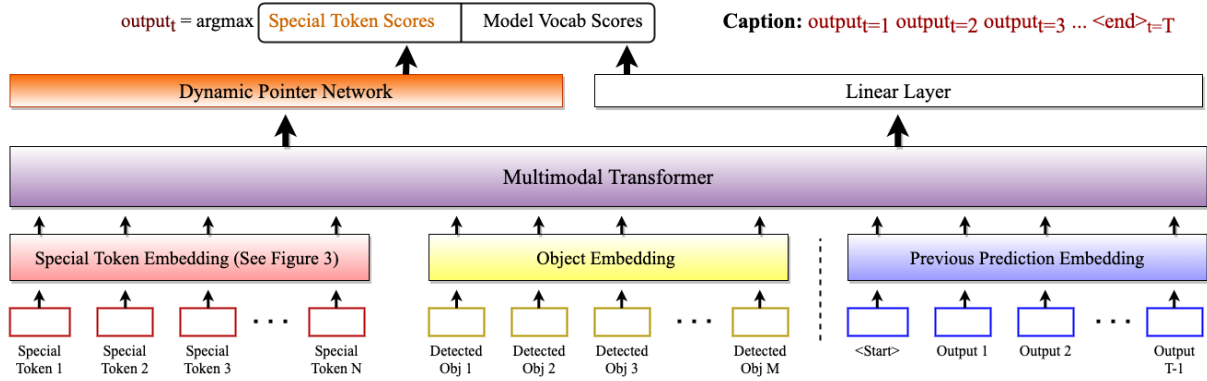 output_t = argmax Special Token Scores Model Vocab Scores Caption: output_t=1 output_t=2 output_t=3 ... <end>_t=T
Dynamic Pointer Network Linear Layer
Multimodal Transformer
Special Token Embedding (See Figure 3) Object Embedding Previous Prediction Embedding
. . . . . . . . .
Special Special Special Special Detected Detected Detected Detected <Start> Output 1 Output 2 Output
Token 1 Token 2 Token 3 Token N Obj 1 Obj 2 Obj 3 Obj M T-1